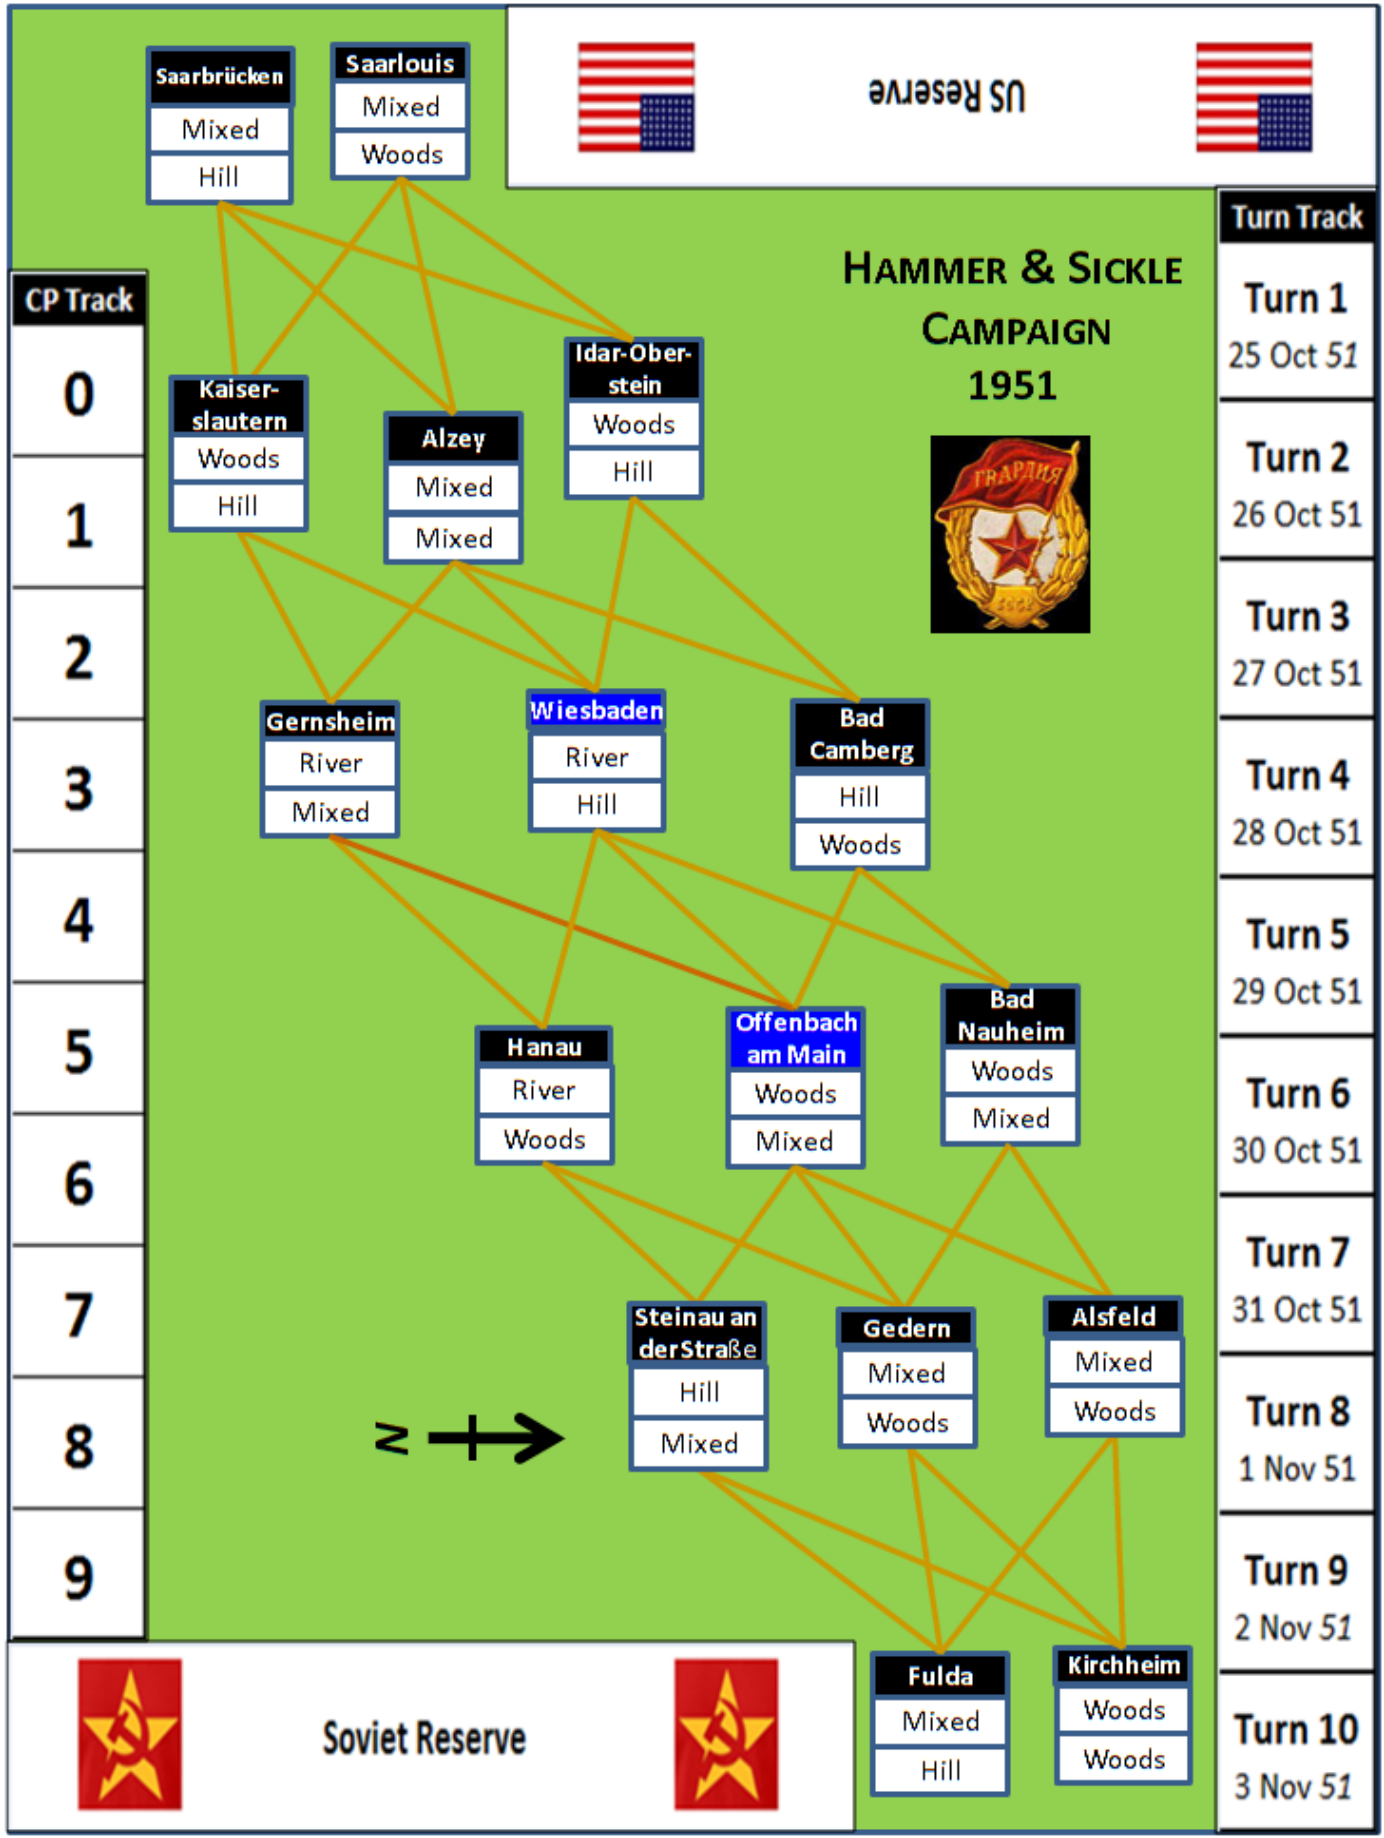 US Reserve
Saarbrücken
Mixed
Hill
Saarlouis
Mixed
Woods
HAMMER & SICKLE
CAMPAIGN
1951
ГВАРДИЯ
СССР
CP Track
0
1
2
3
4
5
6
7
8
9
Turn Track
Turn 1
25 Oct 51
Turn 2
26 Oct 51
Turn 3
27 Oct 51
Turn 4
28 Oct 51
Turn 5
29 Oct 51
Turn 6
30 Oct 51
Turn 7
31 Oct 51
Turn 8
1 Nov 51
Turn 9
2 Nov 51
Turn 10
3 Nov 51
Kaiser-
slautern
Woods
Hill
Alzey
Mixed
Mixed
Idar-Ober-
stein
Woods
Hill
Gernsheim
River
Mixed
Wiesbaden
River
Hill
Bad
Camberg
Hill
Woods
Hanau
River
Woods
Offenbach
am Main
Woods
Mixed
Bad
Nauheim
Woods
Mixed
Steinau an
der Straße
Hill
Mixed
Gedern
Mixed
Woods
Alsfeld
Mixed
Woods
N
Fulda
Mixed
Hill
Kirchheim
Woods
Woods
Soviet Reserve